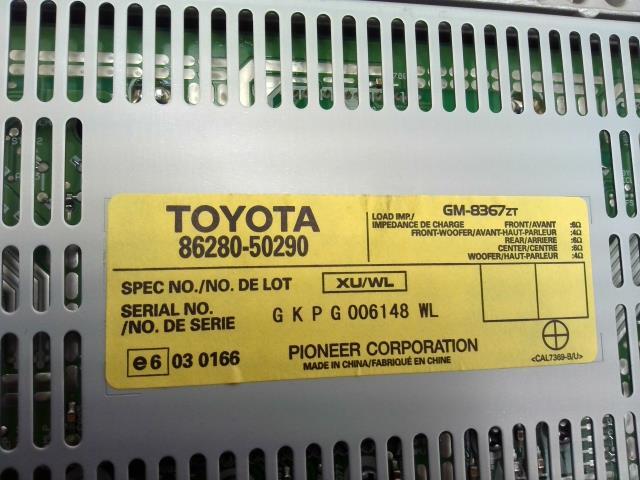 TOYOTA
86280-50290
GM-8367ZT
LOAD IMP./
IMPEDANCE DE CHARGE FRONT/AVANT :6Ω
FRONT-WOOFER/AVANT-HAUT-PARLEUR :4Ω
REAR/ARRIERE :6Ω
CENTER/CENTRE :6Ω
WOOFER/HAUT-PARLEUR :4Ω
SPEC NO./NO. DE LOT XU/WL
SERIAL NO.
/NO. DE SERIE G K P G 006148 WL
e6 03 0166
PIONEER CORPORATION
MADE IN CHINA/FABRIQUÉ EN CHINE
<CAL7369-B/U>